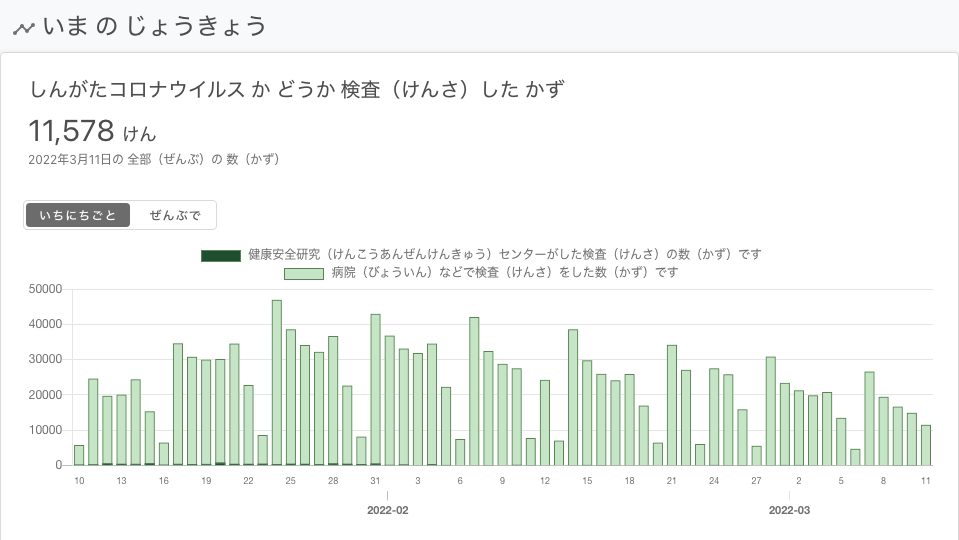 いま の じょうきょう
しんがたコロナウイルス か どうか 検査（けんさ）した かず
11,578 けん
2022年3月11日の 全部（ぜんぶ）の 数（かず）
いちにちごと ぜんぶで
健康安全研究（けんこうあんぜんけんきゅう）センターがした検査（けんさ）の数（かず）です
病院（びょういん）などで検査（けんさ）をした数（かず）です
50000
40000
30000
20000
10000
0
10 13 16 19 22 25 28 31 3 6 9 12 15 18 21 24 27 2 5 8 11
2022-02 2022-03